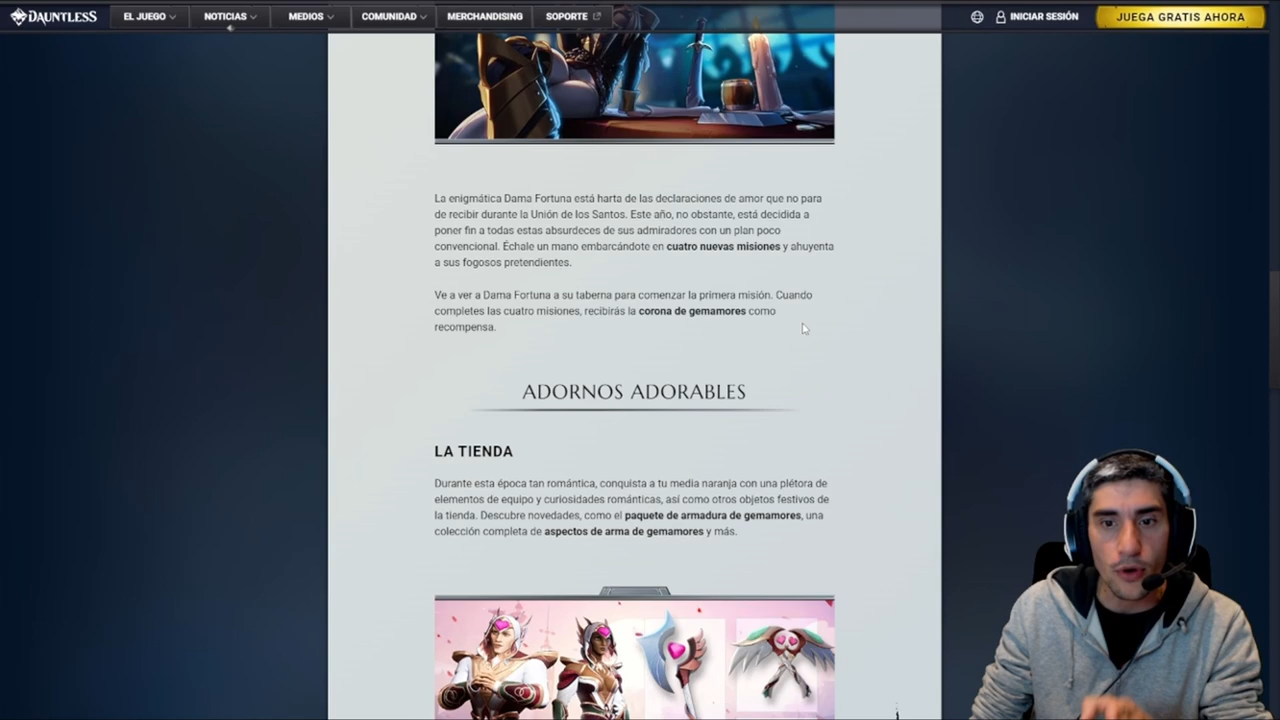 DAUNTLESS
EL JUEGO
NOTICIAS
MEDIOS
COMUNIDAD
MERCHANDISING
SOPORTE
INICIAR SESIÓN
JUEGA GRATIS AHORA
La enigmática Dama Fortuna está harta de las declaraciones de amor que no para
de recibir durante la Unión de los Santos. Este año, no obstante, está decidida a
poner fin a todas estas absurdeces de sus admiradores con un plan poco
convencional. Échale un mano embarcándote en cuatro nuevas misiones y ahuyenta
a sus fogosos pretendientes.
Ve a ver a Dama Fortuna a su taberna para comenzar la primera misión. Cuando
completes las cuatro misiones, recibirás la corona de gemamores como
recompensa.
ADORNOS ADORABLES
LA TIENDA
Durante esta época tan romántica, conquista a tu media naranja con una plétora de
elementos de equipo y curiosidades románticas, así como otros objetos festivos de
la tienda. Descubre novedades, como el paquete de armadura de gemamores, una
colección completa de aspectos de arma de gemamores y más.